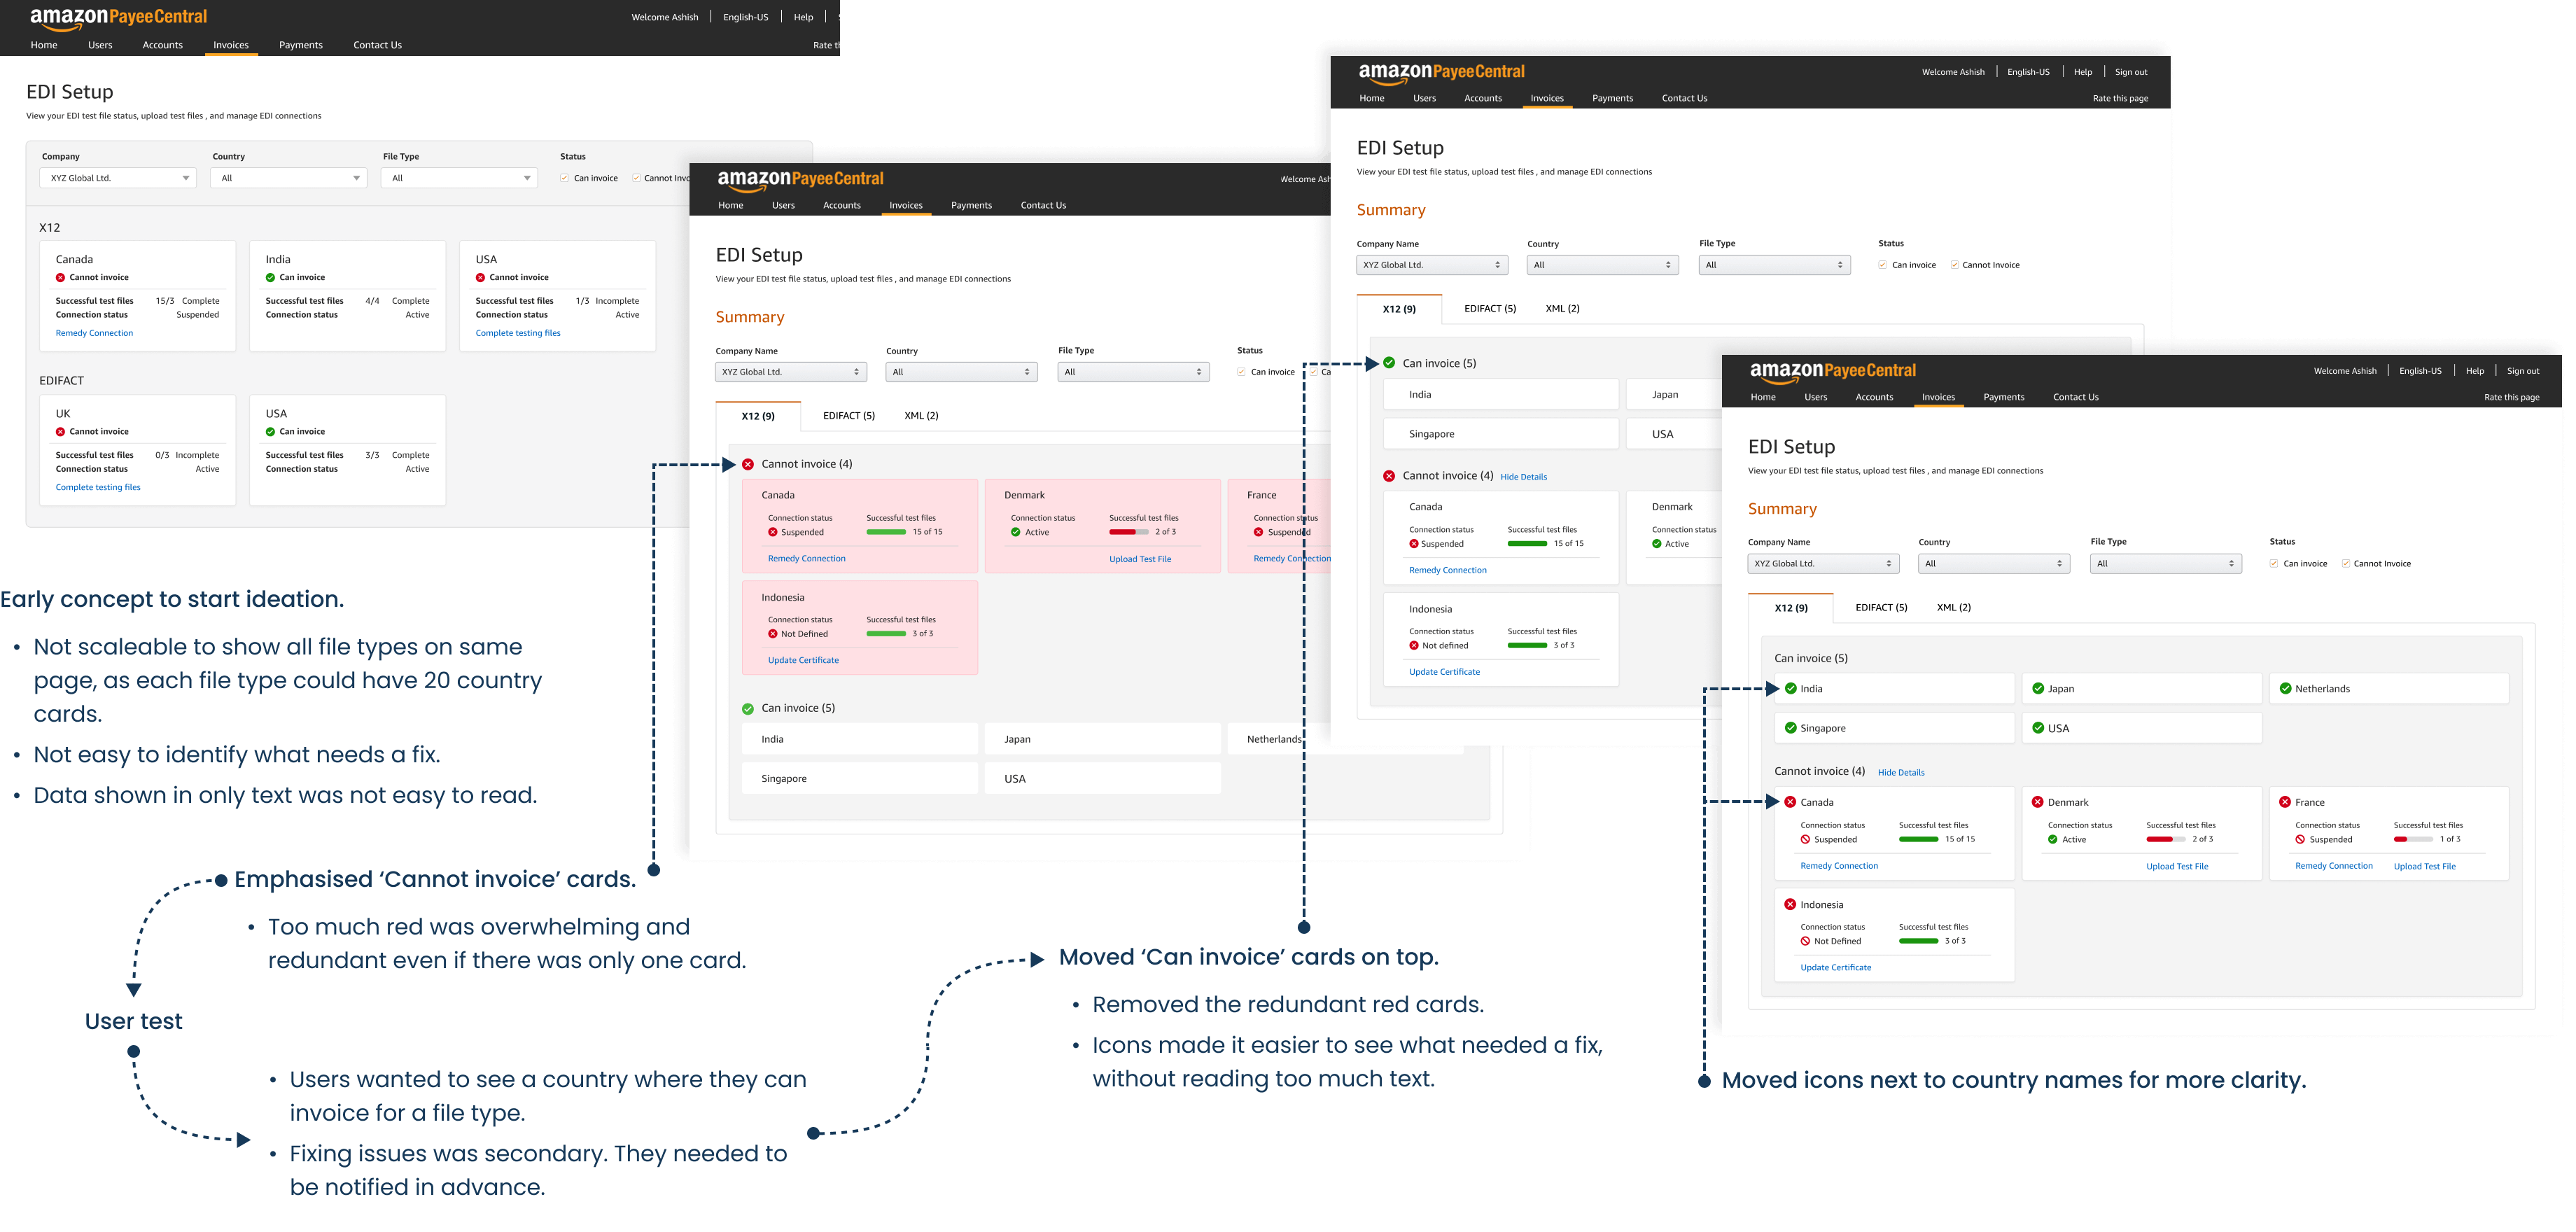 amazon PayeeCentral
Welcome Ashish
English-US
Help
Home
Users
Accounts
Invoices
Payments
Contact Us
EDI Setup
View your EDI test file status, upload test files , and manage EDI connections
Company
Country
File Type
Status
XYZ Global Ltd.
All
All
Can invoice
X12
Canada
Cannot invoice
Successful test files 15/3 Complete
Connection status Suspended
Remedy Connection
India
Can invoice
Successful test files 4/4 Complete
Connection status Active
USA
Cannot invoice
Successful test files 1/3 Incomplete
Connection status Active
Complete testing files
EDIFACT
UK
Cannot invoice
Successful test files 0/3 Incomplete
Connection status Active
Complete testing files
USA
Can invoice
Successful test files 3/3 Complete
Connection status Active
Early concept to start ideation.
• Not scaleable to show all file types on same
page, as each file type could have 20 country
cards.
• Not easy to identify what needs a fix.
• Data shown in only text was not easy to read.
amazon PayeeCentral
Home
Users
Accounts
Invoices
Payments
Contact Us
EDI Setup
View your EDI test file status, upload test files , and manage EDI connections
Summary
Company Name
Country
File Type
Status
XYZ Global Ltd.
All
All
Can invoice
X12 (9)
EDIFACT (5)
XML (2)
Cannot invoice (4)
Canada
Connection status Successful test files
Suspended 15 of 15
Remedy Connection
Denmark
Connection status Successful test files
Active 2 of 3
Upload Test File
France
Connection status
Suspended
Remedy Connection
Indonesia
Connection status Successful test files
Not Defined 3 of 3
Update Certificate
Can invoice (5)
India
Japan
Netherlands
Singapore
USA
Emphasised ‘Cannot invoice’ cards.
• Too much red was overwhelming and
redundant even if there was only one card.
User test
• Users wanted to see a country where they can
invoice for a file type.
• Fixing issues was secondary. They needed to
be notified in advance.
amazon PayeeCentral
Welcome Ashish
English-US
Help
Sign out
Home
Users
Accounts
Invoices
Payments
Contact Us
Rate this page
EDI Setup
View your EDI test file status, upload test files , and manage EDI connections
Summary
Company Name
Country
File Type
Status
XYZ Global Ltd.
All
All
Can invoice
Cannot Invoice
X12 (9)
EDIFACT (5)
XML (2)
Can invoice (5)
India
Japan
Singapore
USA
Cannot invoice (4) Hide Details
Canada
Connection status Successful test files
Suspended 15 of 15
Remedy Connection
Denmark
Connection status
Active
Indonesia
Connection status Successful test files
Not defined 3 of 3
Update Certificate
Moved ‘Can invoice’ cards on top.
• Removed the redundant red cards.
• Icons made it easier to see what needed a fix,
without reading too much text.
amazon PayeeCentral
Welcome Ashish
English-US
Help
Sign out
Home
Users
Accounts
Invoices
Payments
Contact Us
Rate this page
EDI Setup
View your EDI test file status, upload test files , and manage EDI connections
Summary
Company Name
Country
File Type
Status
XYZ Global Ltd.
All
All
Can invoice
Cannot Invoice
X12 (9)
EDIFACT (5)
XML (2)
Can invoice (5)
India
Japan
Netherlands
Singapore
USA
Cannot invoice (4) Hide Details
Canada
Connection status Successful test files
Suspended 15 of 15
Remedy Connection
Denmark
Connection status Successful test files
Active 2 of 3
Upload Test File
France
Connection status Successful test files
Suspended 1 of 3
Remedy Connection Upload Test File
Indonesia
Connection status Successful test files
Not Defined 3 of 3
Update Certificate
Moved icons next to country names for more clarity.